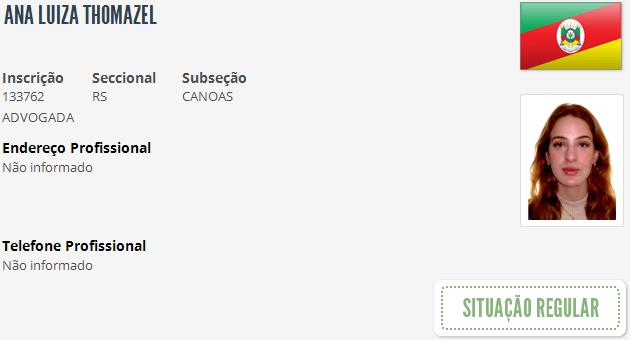 ANA LUIZA THOMAZEL
Inscrição Seccional Subseção
133762 RS CANOAS
ADVOGADA
Endereço Profissional
Não informado
Telefone Profissional
Não informado
SITUAÇÃO REGULAR